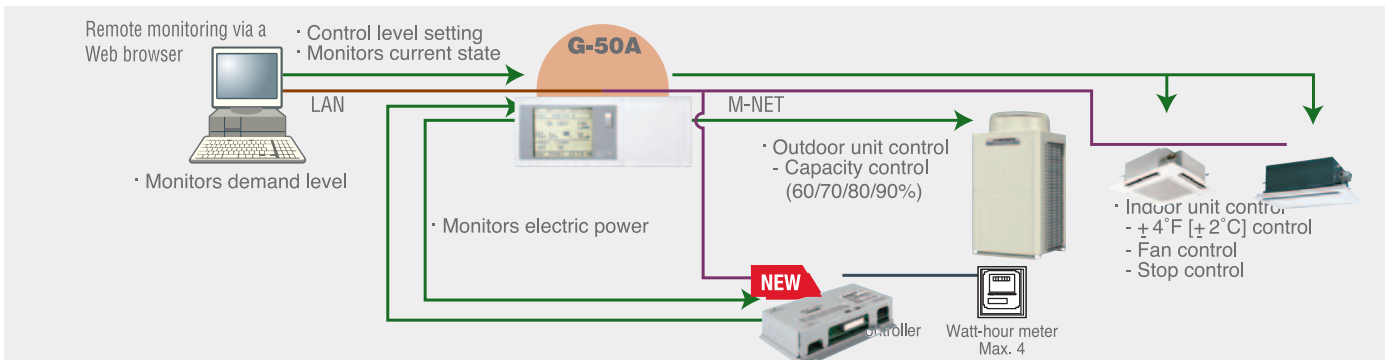 Remote monitoring via a
Web browser
· Control level setting
· Monitors current state
G-50A
LAN
M-NET
· Monitors demand level
· Outdoor unit control
- Capacity control
(60/70/80/90%)
· Indoor unit control
- ±4°F [±2°C] control
- Fan control
- Stop control
· Monitors electric power
NEW
Watt-hour meter
Max. 4